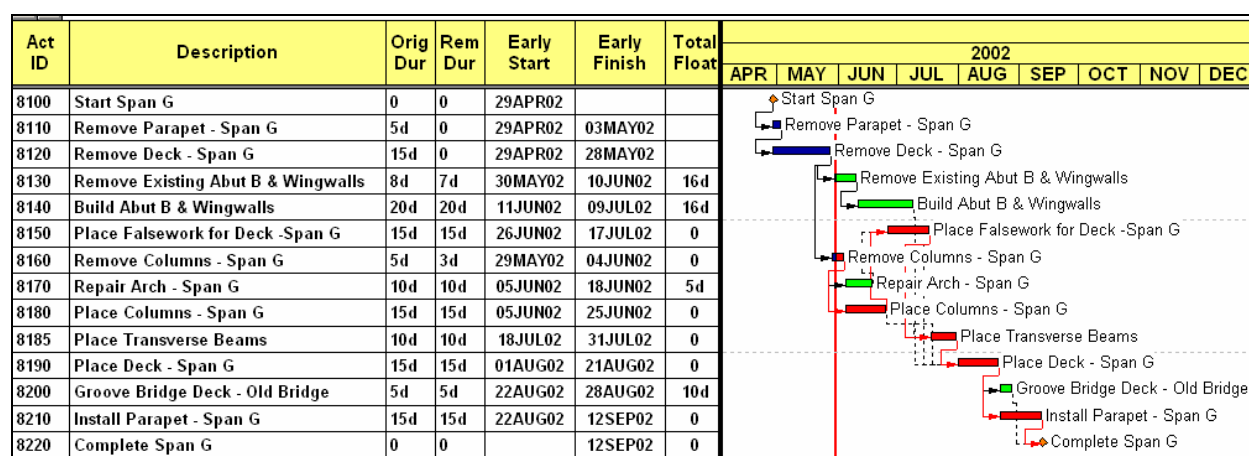 Act ID Description Orig Dur Rem Dur Early Start Early Finish Total Float
2002
APR MAY JUN JUL AUG SEP OCT NOV DEC
8100 Start Span G 0 0 29APR02 Start Span G
8110 Remove Parapet - Span G 5d 0 29APR02 03MAY02 Remove Parapet - Span G
8120 Remove Deck - Span G 15d 0 29APR02 28MAY02 Remove Deck - Span G
8130 Remove Existing Abut B & Wingwalls 8d 7d 30MAY02 10JUN02 16d Remove Existing Abut B & Wingwalls
8140 Build Abut B & Wingwalls 20d 20d 11JUN02 09JUL02 16d Build Abut B & Wingwalls
8150 Place Falsework for Deck -Span G 15d 15d 26JUN02 17JUL02 0 Place Falsework for Deck -Span G
8160 Remove Columns - Span G 5d 3d 29MAY02 04JUN02 0 Remove Columns - Span G
8170 Repair Arch - Span G 10d 10d 05JUN02 18JUN02 5d Repair Arch - Span G
8180 Place Columns - Span G 15d 15d 05JUN02 25JUN02 0 Place Columns - Span G
8185 Place Transverse Beams 10d 10d 18JUL02 31JUL02 0 Place Transverse Beams
8190 Place Deck - Span G 15d 15d 01AUG02 21AUG02 0 Place Deck - Span G
8200 Groove Bridge Deck - Old Bridge 5d 5d 22AUG02 28AUG02 10d Groove Bridge Deck - Old Bridge
8210 Install Parapet - Span G 15d 15d 22AUG02 12SEP02 0 Install Parapet - Span G
8220 Complete Span G 0 0 12SEP02 0 Complete Span G